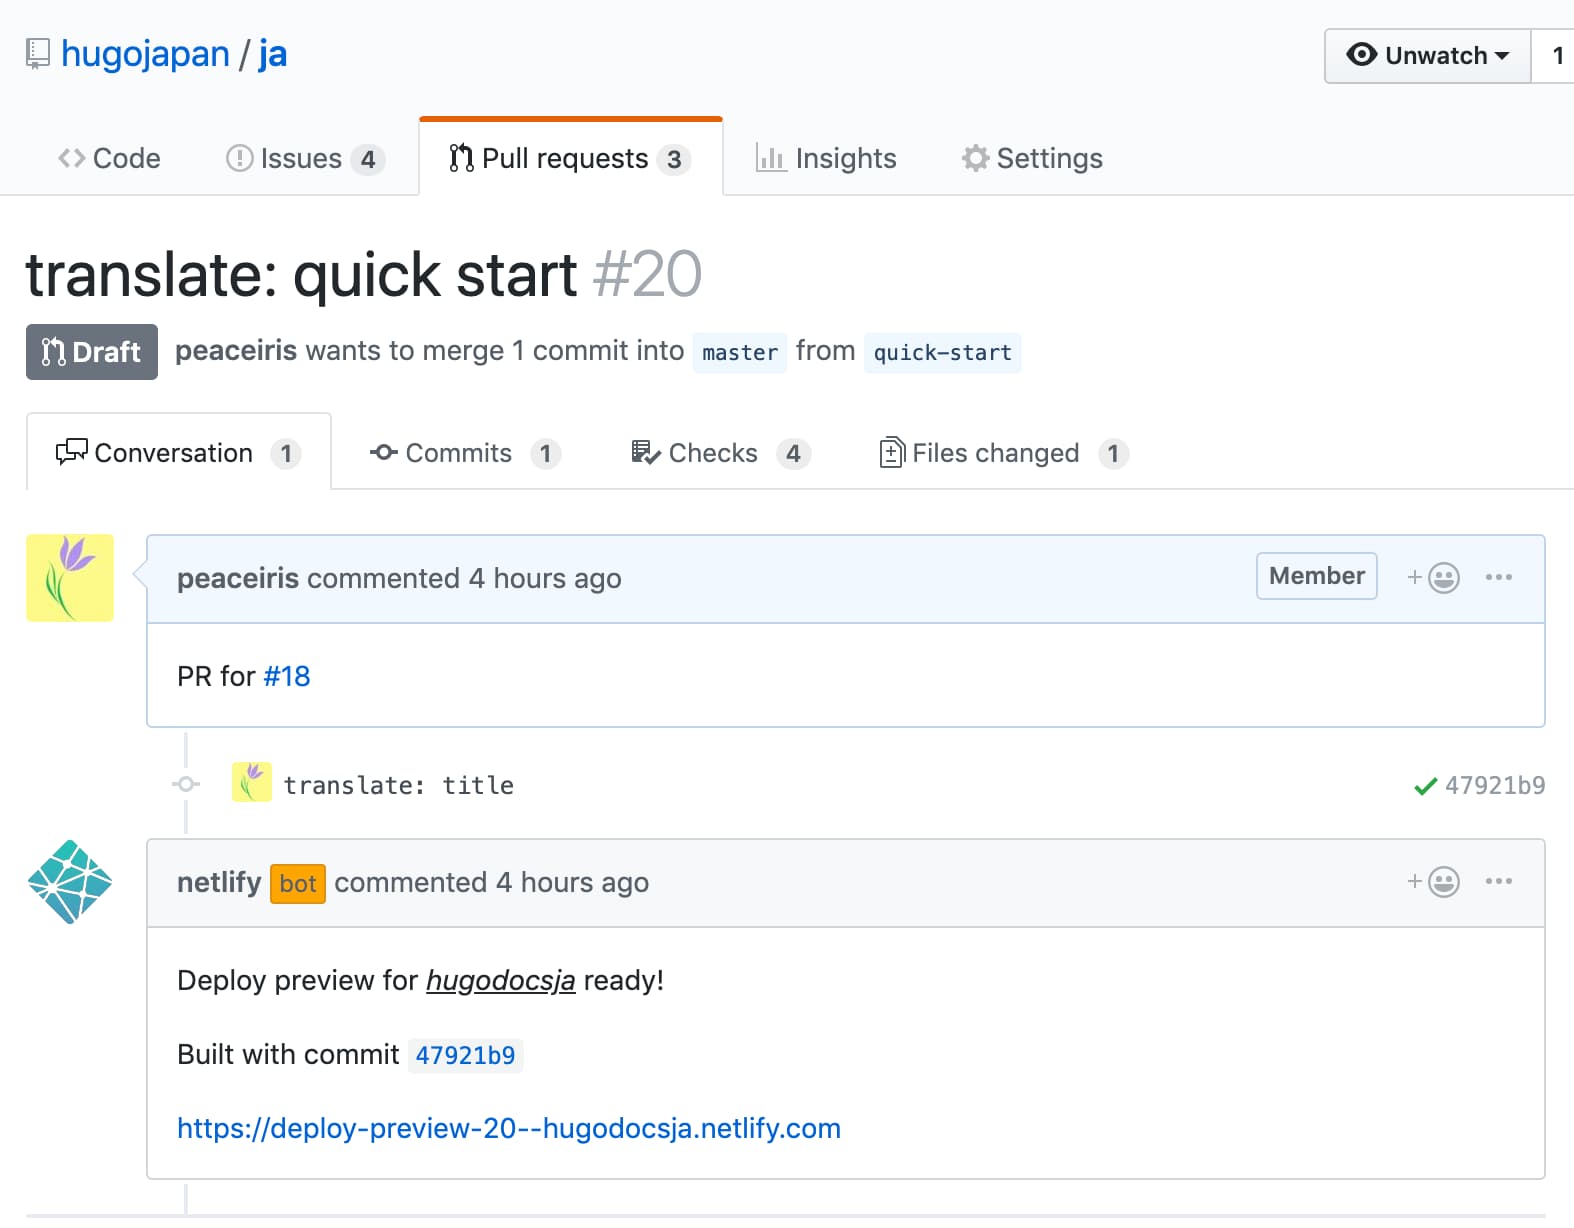 hugojapan / ja
Unwatch 1
Code Issues 4 Pull requests 3 Insights Settings
translate: quick start #20
Draft peaceiris wants to merge 1 commit into master from quick-start
Conversation 1 Commits 1 Checks 4 Files changed 1
peaceiris commented 4 hours ago Member
PR for #18
translate: title 47921b9
netlify bot commented 4 hours ago
Deploy preview for hugodocsja ready!
Built with commit 47921b9
https://deploy-preview-20--hugodocsja.netlify.com